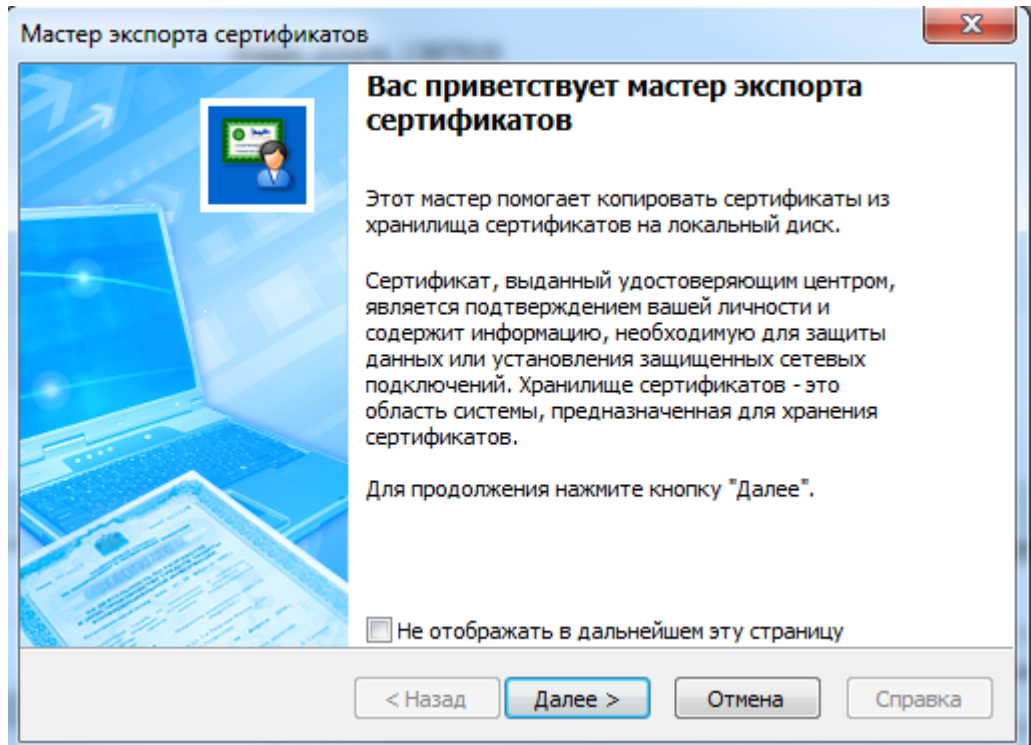 Мастер экспорта сертификатов
Вас приветствует мастер экспорта
сертификатов
Этот мастер помогает копировать сертификаты из
хранилища сертификатов на локальный диск.
Сертификат, выданный удостоверяющим центром,
является подтверждением вашей личности и
содержит информацию, необходимую для защиты
данных или установления защищенных сетевых
подключений. Хранилище сертификатов - это
область системы, предназначенная для хранения
сертификатов.
Для продолжения нажмите кнопку "Далее".
Не отображать в дальнейшем эту страницу
< Назад Далее > Отмена Справка